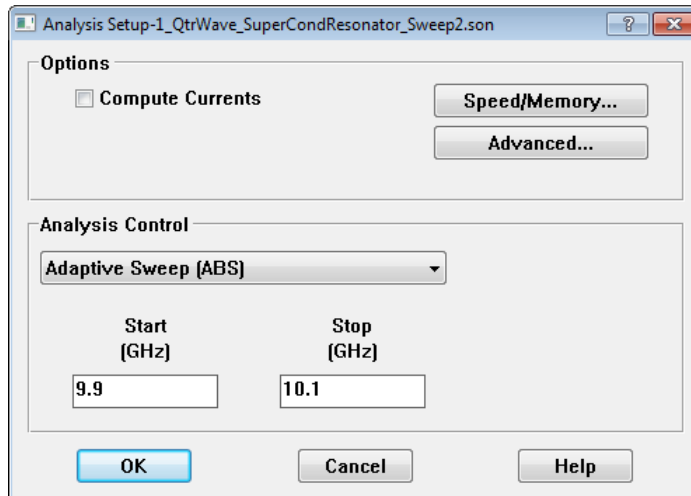 Analysis Setup-1_QtrWave_SuperCondResonator_Sweep2.son
Options
Compute Currents
Speed/Memory...
Advanced...
Analysis Control
Adaptive Sweep (ABS)
Start
(GHz)
Stop
(GHz)
9.9
10.1
OK
Cancel
Help